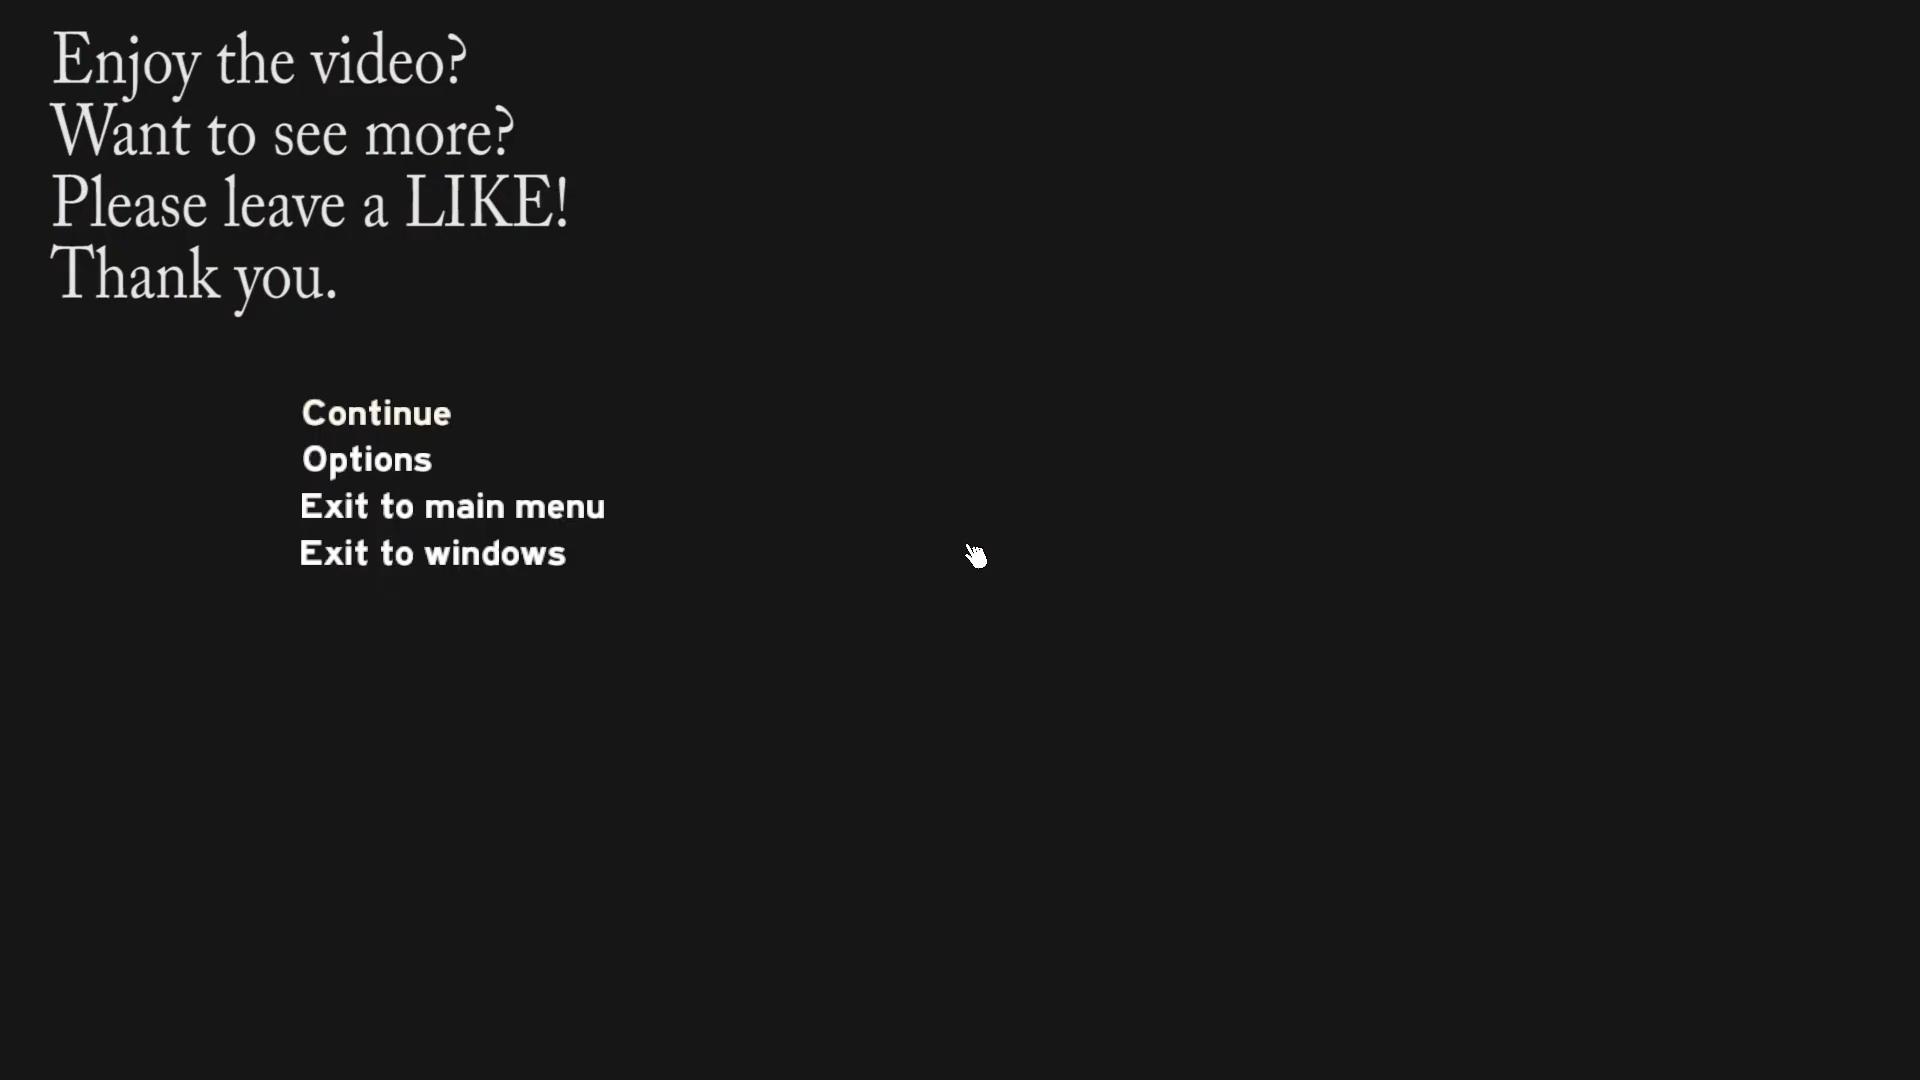 Enjoy the video?
Want to see more?
Please leave a LIKE!
Thank you.
Continue
Options
Exit to main menu
Exit to windows